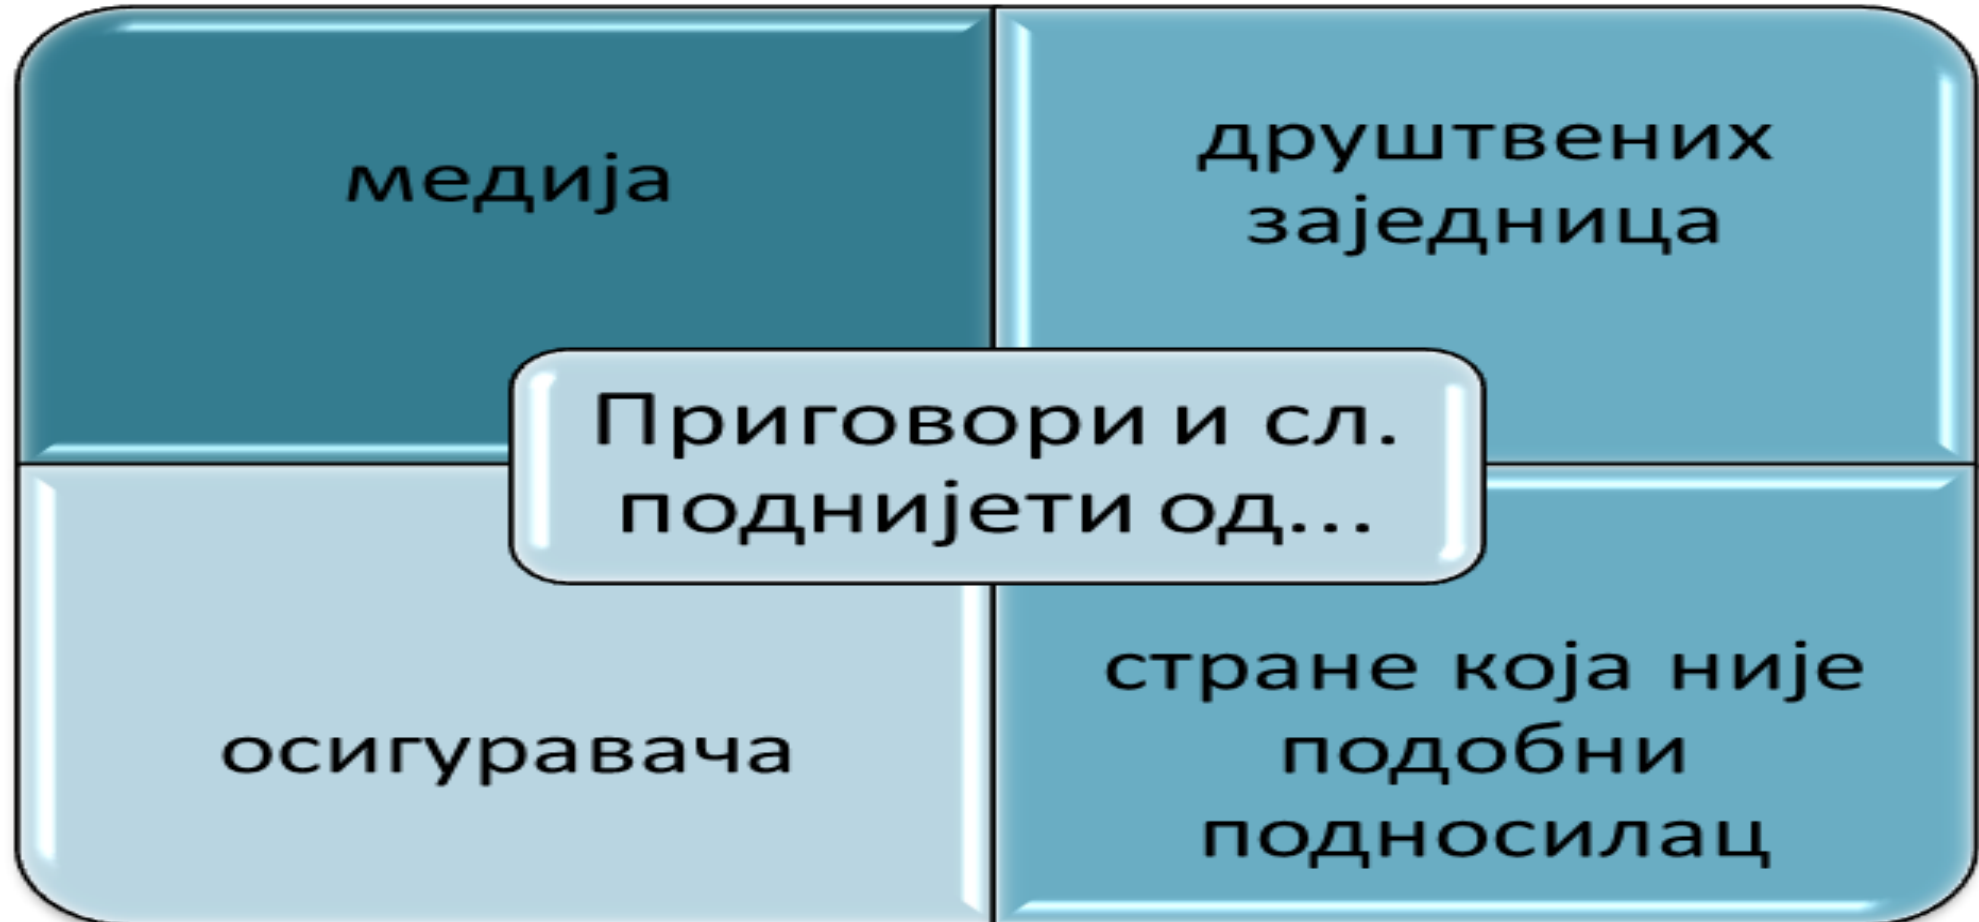 медија
друштвених
заједница
Приговори и сл.
поднијети од...
осигуравача
стране која није
подобни
подносилац